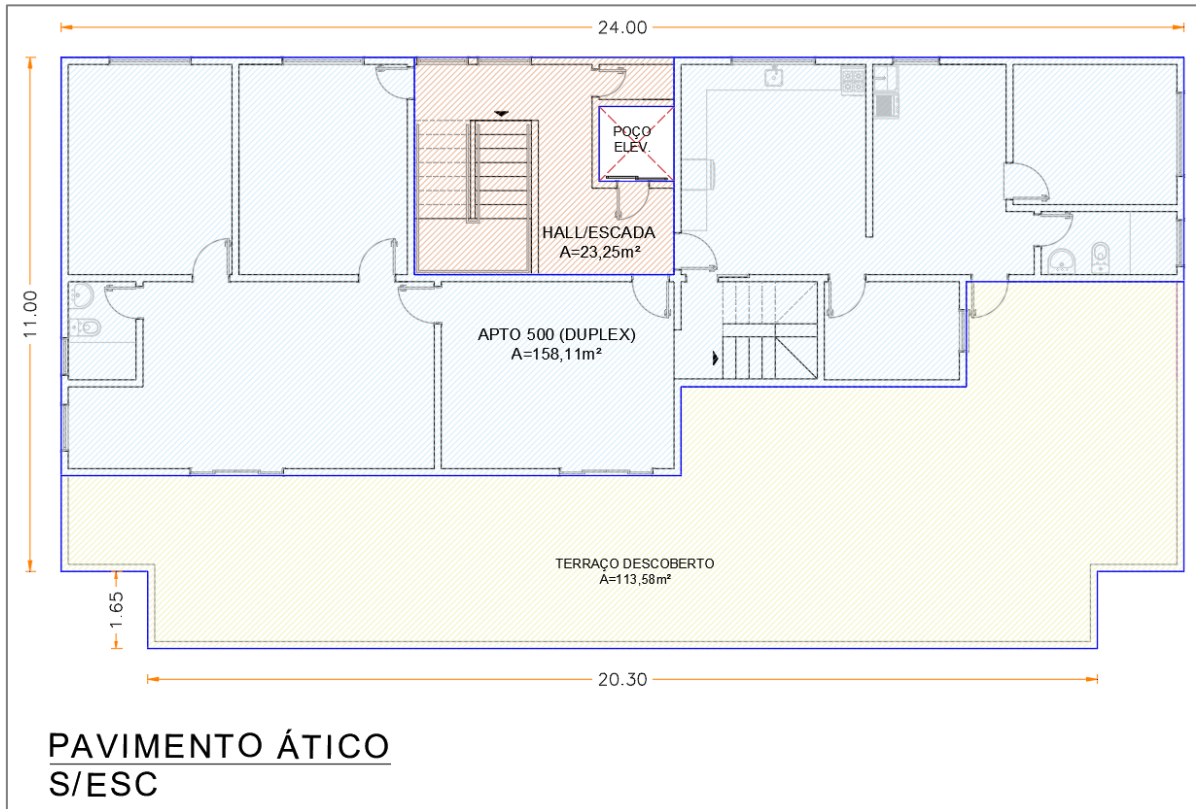 24.00
POÇO
ELEV.
HALL/ESCADA
A=23,25m²
11.00
APTO 500 (DUPLEX)
A=158,11m²
TERRAÇO DESCOBERTO
A=113,58m²
1.65
20.30
PAVIMENTO ÁTICO
S/ESC